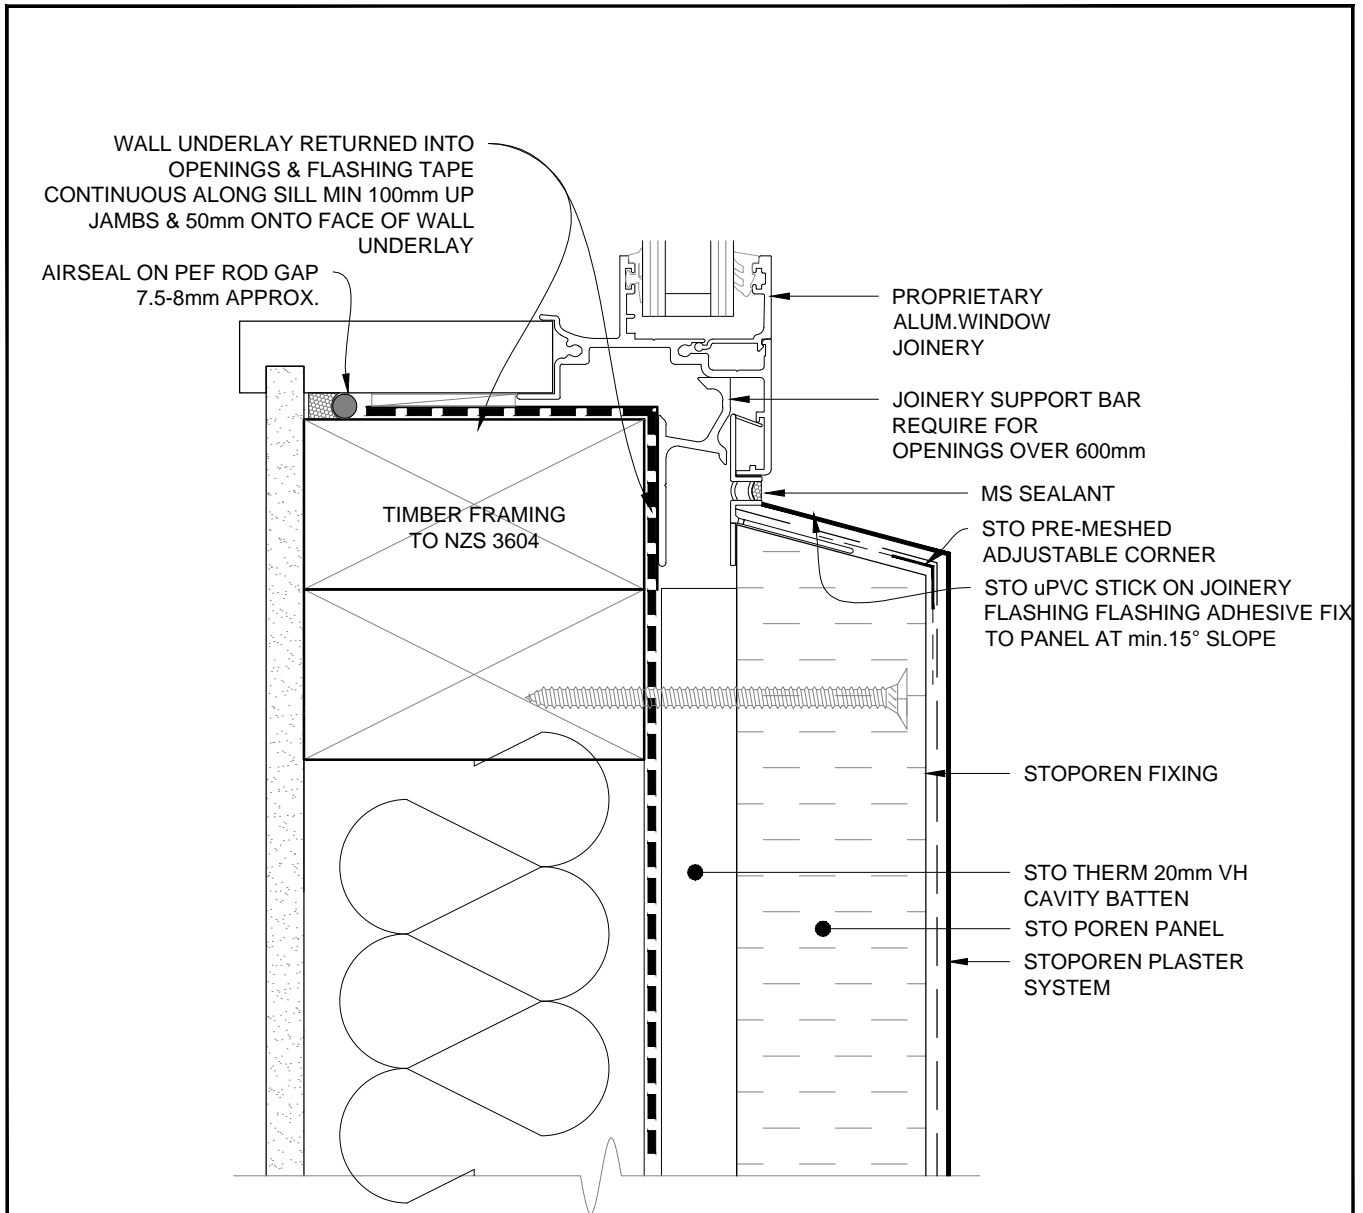 WALL UNDERLAY RETURNED INTO
OPENINGS & FLASHING TAPE
CONTINUOUS ALONG SILL MIN 100mm UP
JAMBS & 50mm ONTO FACE OF WALL
UNDERLAY
AIRSEAL ON PEF ROD GAP
7.5-8mm APPROX.
PROPRIETARY
ALUM.WINDOW
JOINERY
JOINERY SUPPORT BAR
REQUIRE FOR
OPENINGS OVER 600mm
MS SEALANT
TIMBER FRAMING
TO NZS 3604
STO PRE-MESHED
ADJUSTABLE CORNER
STO uPVC STICK ON JOINERY
FLASHING FLASHING ADHESIVE FIX
TO PANEL AT min.15° SLOPE
STOPOREN FIXING
STO THERM 20mm VH
CAVITY BATTEN
STO POREN PANEL
STOPOREN PLASTER
SYSTEM